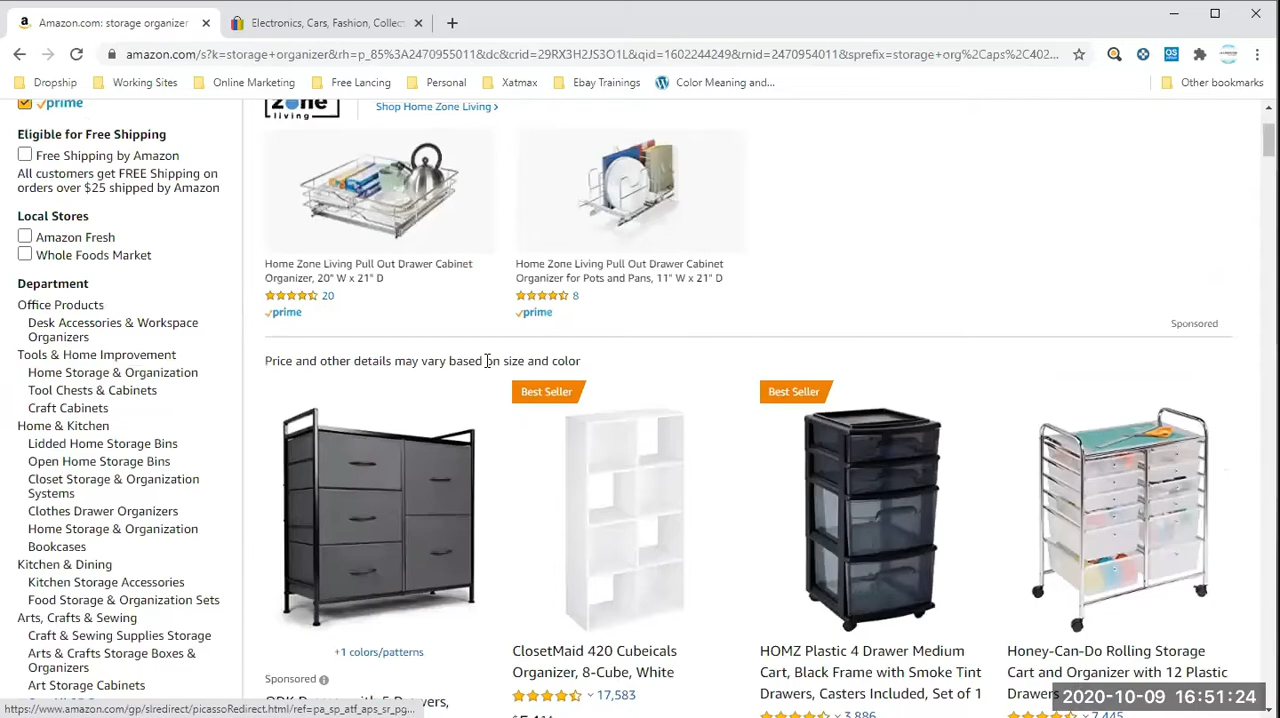 Amazon.com: storage organizer
Electronics, Cars, Fashion, Collec
amazon.com/s?k=storage+organizer&rh=p_85%3A2470955011&dc&crid=29RX3H2JS3O1L&qid=1602244249&rnid=2470954011&sprefix=storage+org%2Caps%2C402...
Dropship
Working Sites
Online Marketing
Free Lancing
Personal
Xatmax
Ebay Trainings
Color Meaning and...
Other bookmarks
prime
Eligible for Free Shipping
Free Shipping by Amazon
All customers get FREE Shipping on
orders over $25 shipped by Amazon
Local Stores
Amazon Fresh
Whole Foods Market
Department
Office Products
Desk Accessories & Workspace
Organizers
Tools & Home Improvement
Home Storage & Organization
Tool Chests & Cabinets
Craft Cabinets
Home & Kitchen
Lidded Home Storage Bins
Open Home Storage Bins
Closet Storage & Organization
Systems
Clothes Drawer Organizers
Home Storage & Organization
Bookcases
Kitchen & Dining
Kitchen Storage Accessories
Food Storage & Organization Sets
Arts, Crafts & Sewing
Craft & Sewing Supplies Storage
Arts & Crafts Storage Boxes &
Organizers
Art Storage Cabinets
https://www.amazon.com/gp/slredirect/picassoRedirect.html/ref=pa_sp_atf_aps_sr_pg...
zone
living
Shop Home Zone Living ›
Home Zone Living Pull Out Drawer Cabinet
Organizer, 20" W x 21" D
20
prime
Home Zone Living Pull Out Drawer Cabinet
Organizer for Pots and Pans, 11" W x 21" D
8
prime
Sponsored
Price and other details may vary based on size and color
+1 colors/patterns
Sponsored
Best Seller
ClosetMaid 420 Cubeicals
Organizer, 8-Cube, White
17,583
Best Seller
HOMZ Plastic 4 Drawer Medium
Cart, Black Frame with Smoke Tint
Drawers, Casters Included, Set of 1
3,886
Honey-Can-Do Rolling Storage
Cart and Organizer with 12 Plastic
Drawers
7,445
2020-10-09 16:51:24